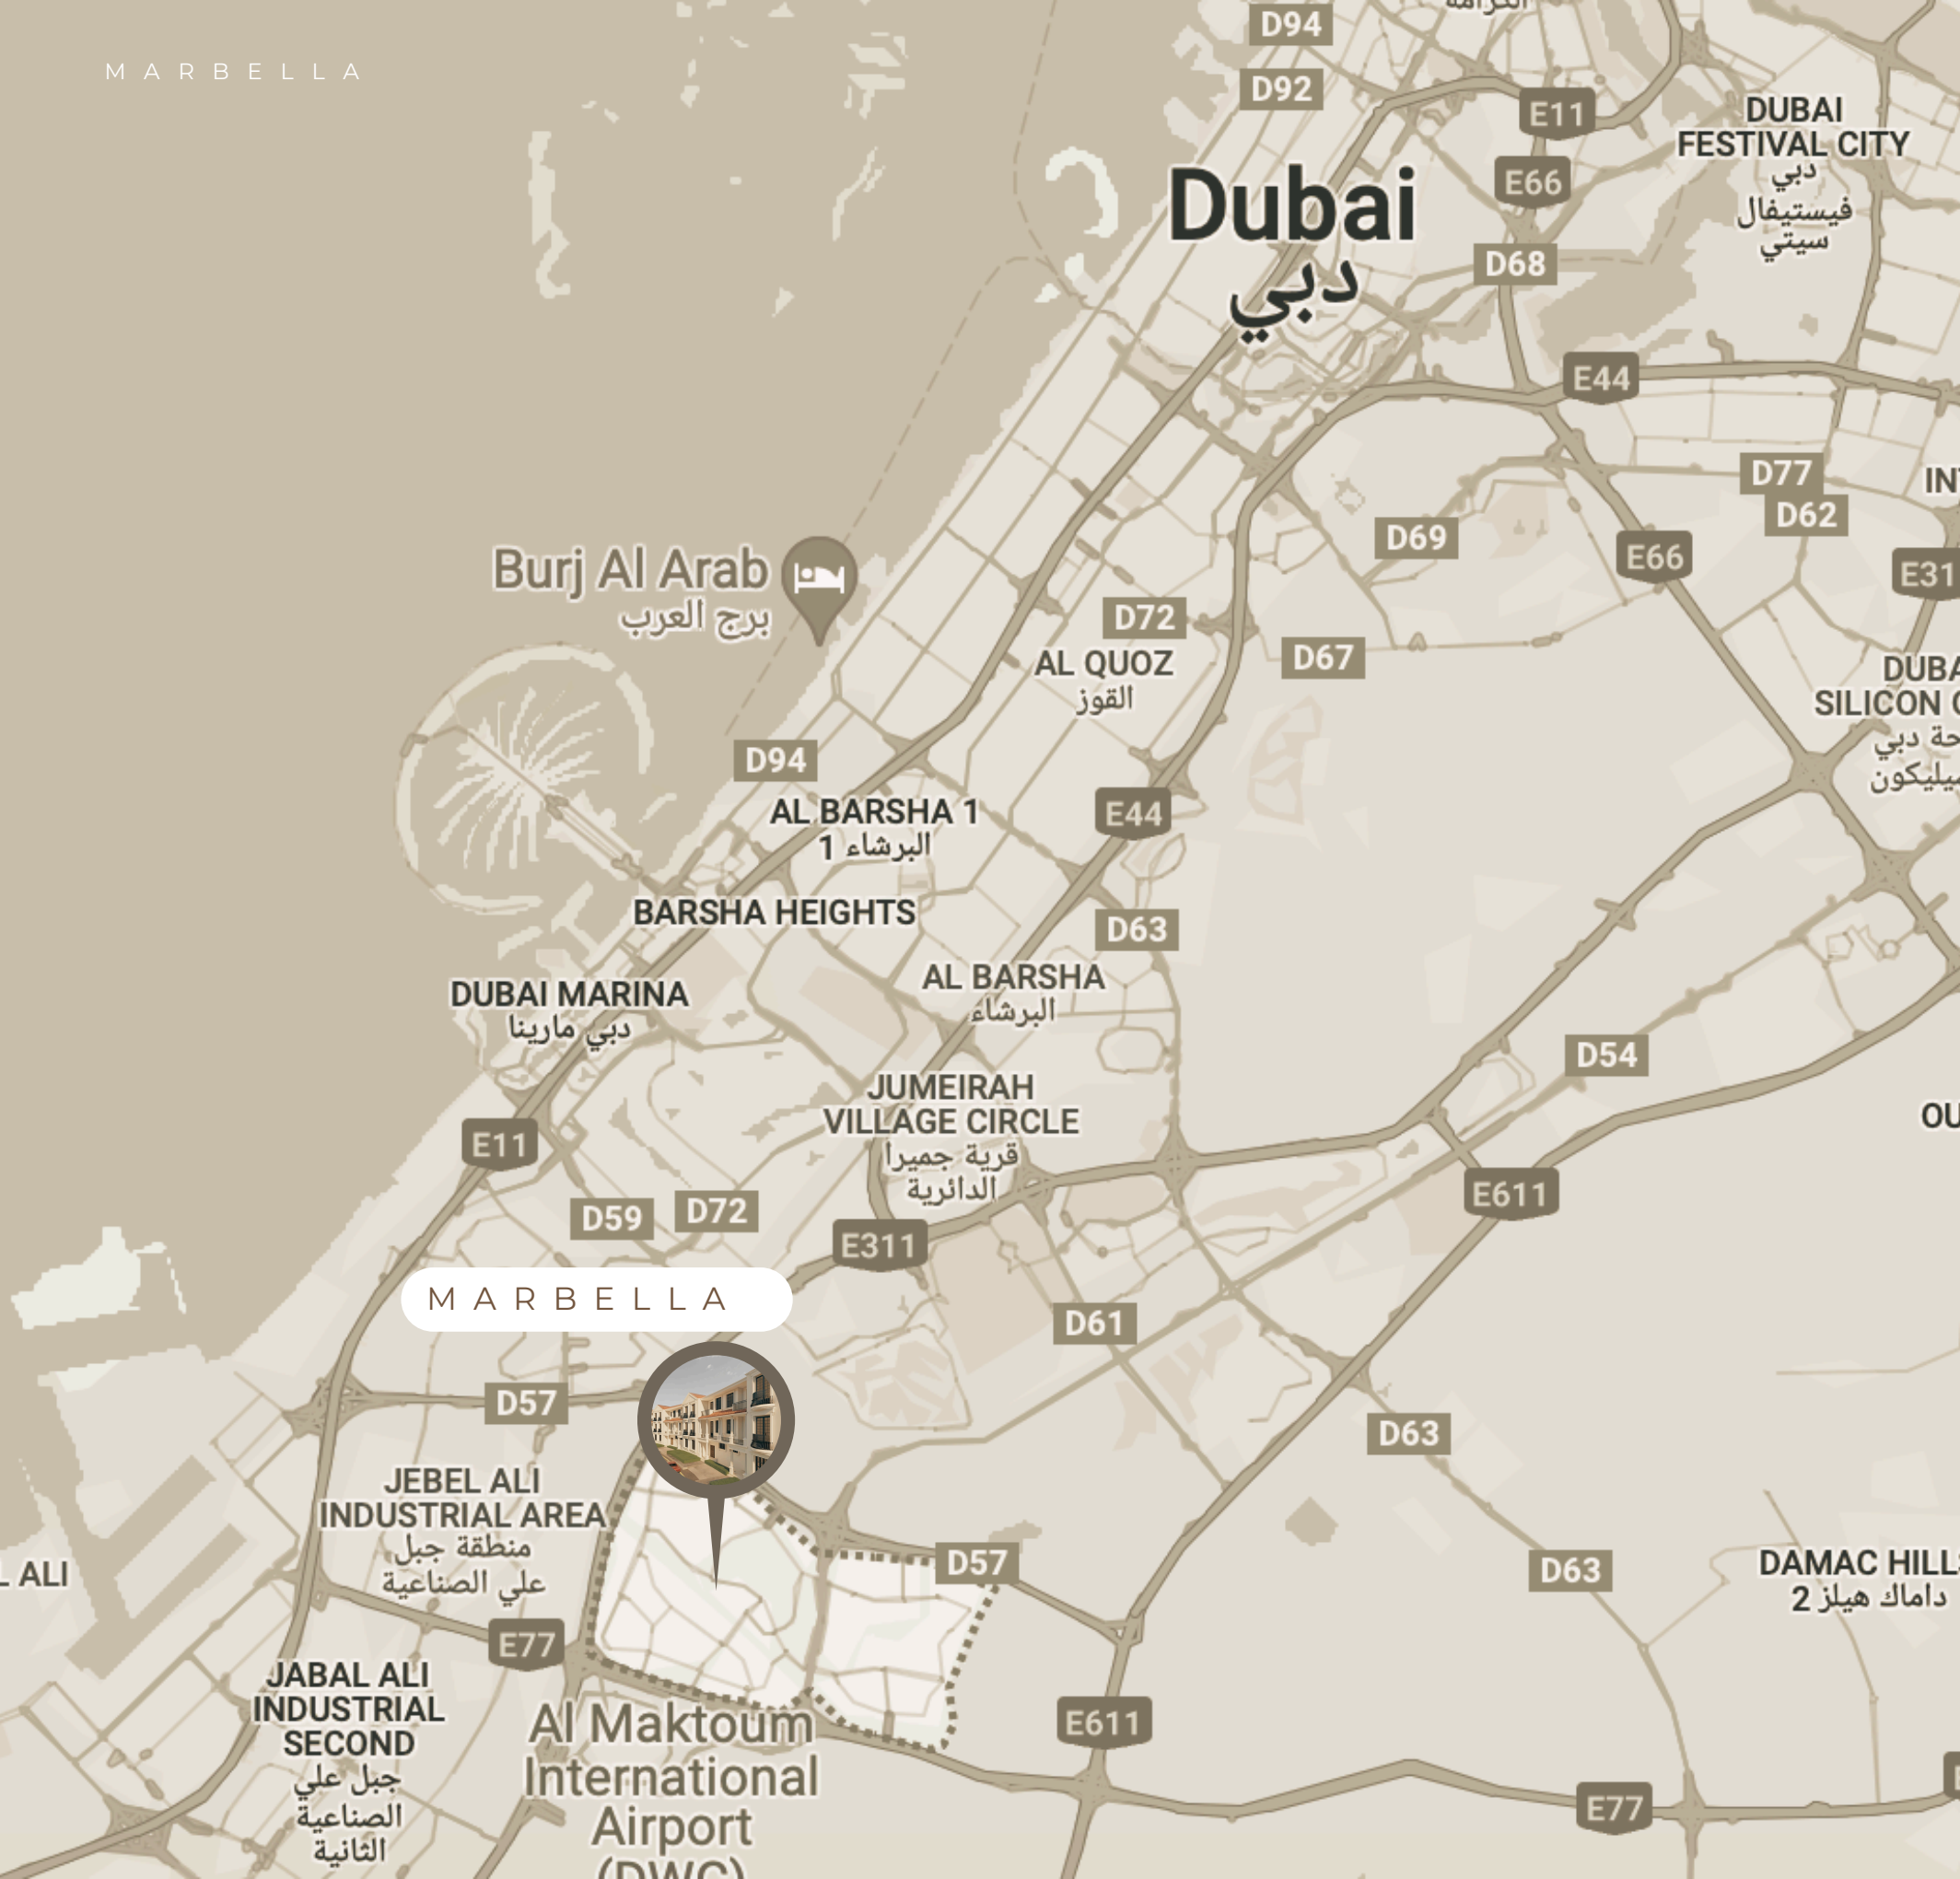 MARBELLA
D94
D92
E11
DUBAI
FESTIVAL CITY
دبي
فيستيفال
سيتي
E66
Dubai
دبي
D68
E44
D77
D62
D69
E66
E31
Burj Al Arab
برج العرب
D72
AL QUOZ
القوز
D67
D94
AL BARSHA 1
البرشاء 1
E44
BARSHA HEIGHTS
D63
AL BARSHA
البرشاء
DUBAI MARINA
دبي مارينا
D54
JUMEIRAH
VILLAGE CIRCLE
قرية جميرا
الدائرية
E11
E611
D59
D72
E311
MARBELLA
D61
D57
D63
JEBEL ALI
INDUSTRIAL AREA
منطقة جبل
علي الصناعية
ALI
D57
D63
DAMAC HILL
داماك هيلز 2
E77
JABAL ALI
INDUSTRIAL
SECOND
جبل علي
الصناعية
الثانية
Al Maktoum
International
Airport
(DWC)
E611
E77